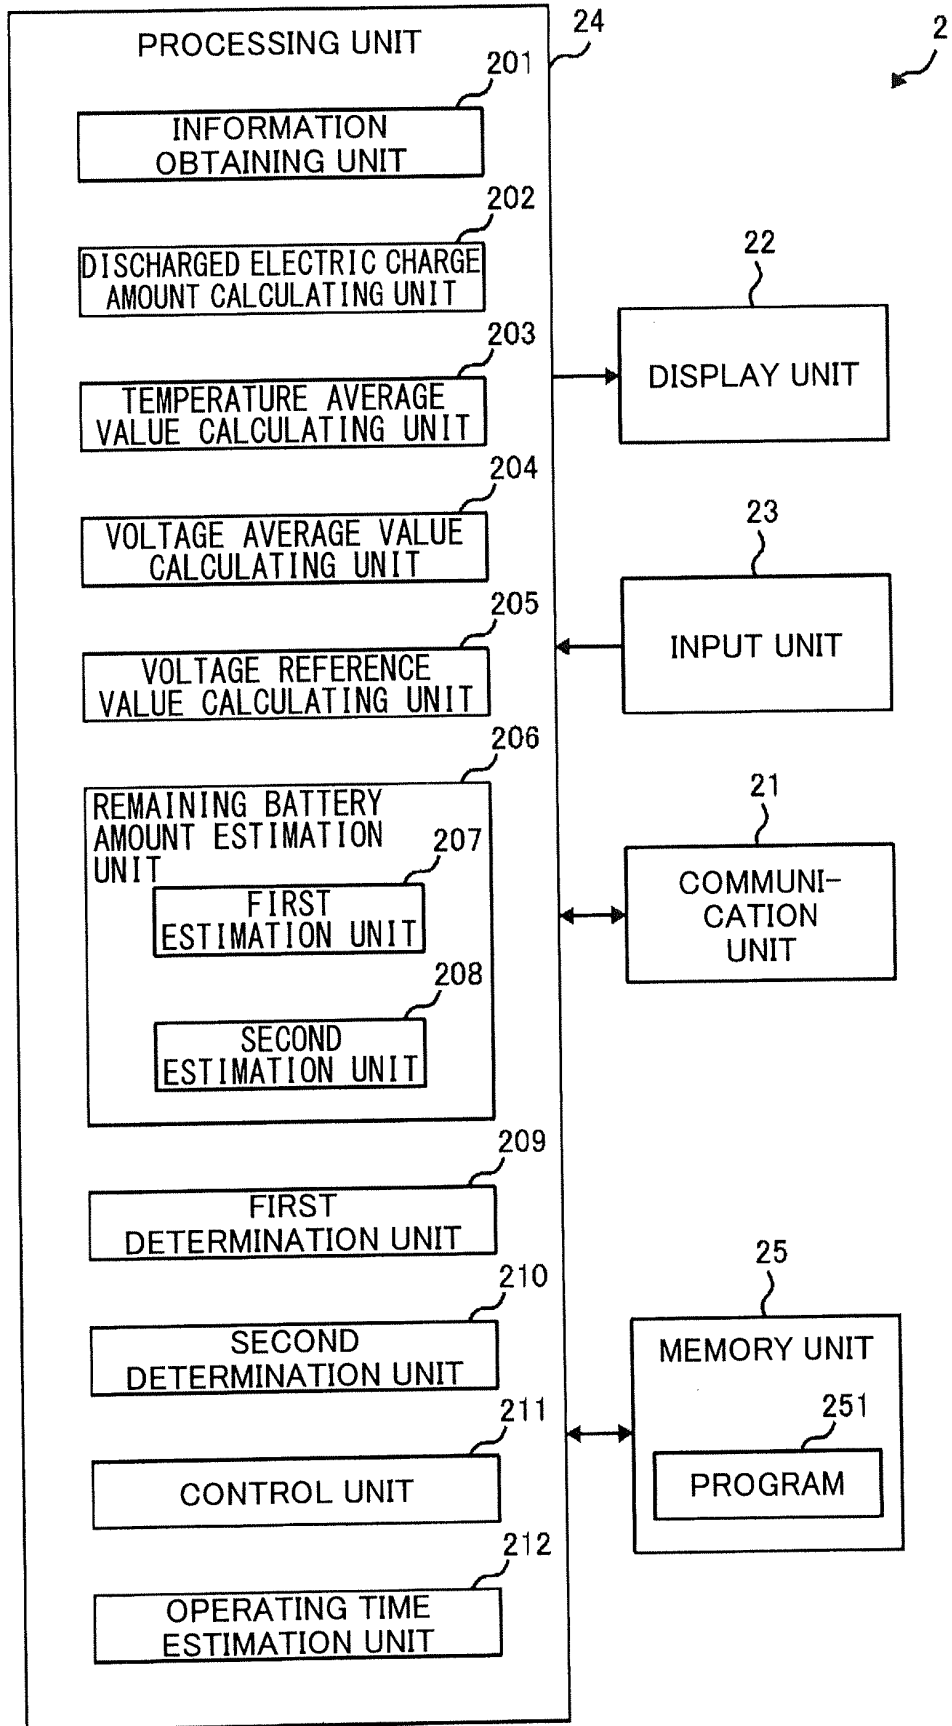 PROCESSING UNIT
24
2
201
INFORMATION
OBTAINING UNIT
202
DISCHARGED ELECTRIC CHARGE
AMOUNT CALCULATING UNIT
203
TEMPERATURE AVERAGE
VALUE CALCULATING UNIT
204
VOLTAGE AVERAGE VALUE
CALCULATING UNIT
205
VOLTAGE REFERENCE
VALUE CALCULATING UNIT
206
REMAINING BATTERY
AMOUNT ESTIMATION
UNIT
207
FIRST
ESTIMATION UNIT
208
SECOND
ESTIMATION UNIT
209
FIRST
DETERMINATION UNIT
210
SECOND
DETERMINATION UNIT
211
CONTROL UNIT
212
OPERATING TIME
ESTIMATION UNIT
22
DISPLAY UNIT
23
INPUT UNIT
21
COMMUNI-
CATION
UNIT
25
MEMORY UNIT
251
PROGRAM